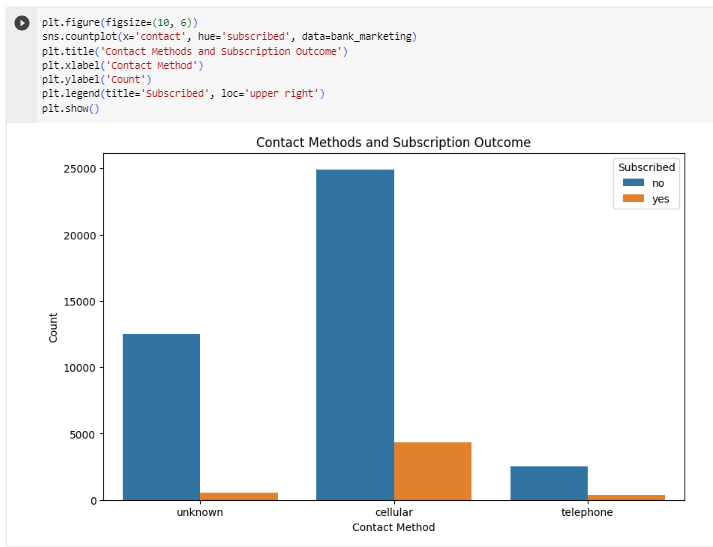 plt.figure(figsize=(10, 6))
sns.countplot(x='contact', hue='subscribed', data=bank_marketing)
plt.title('Contact Methods and Subscription Outcome')
plt.xlabel('Contact Method')
plt.ylabel('Count')
plt.legend(title='Subscribed', loc='upper right')
plt.show()
Contact Methods and Subscription Outcome
Subscribed
no
yes
25000
20000
15000
10000
5000
0
Count
unknown
cellular
telephone
Contact Method